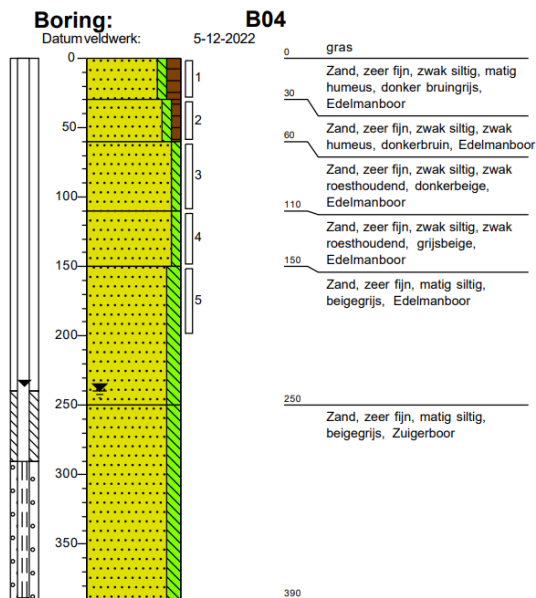 Boring: B04
Datum veldwerk: 5-12-2022
0
50
100
150
200
250
300
350
1
2
3
4
5
0 gras
Zand, zeer fijn, zwak siltig, matig
humeus, donker bruingrijs,
Edelmanboor
30
Zand, zeer fijn, zwak siltig, zwak
humeus, donkerbruin, Edelmanboor
60
Zand, zeer fijn, zwak siltig, zwak
roesthoudend, donkerbeige,
Edelmanboor
110
Zand, zeer fijn, zwak siltig, zwak
roesthoudend, grijsbeige,
Edelmanboor
150
Zand, zeer fijn, matig siltig,
beigegrijs, Edelmanboor
250
Zand, zeer fijn, matig siltig,
beigegrijs, Zuigerboor
390